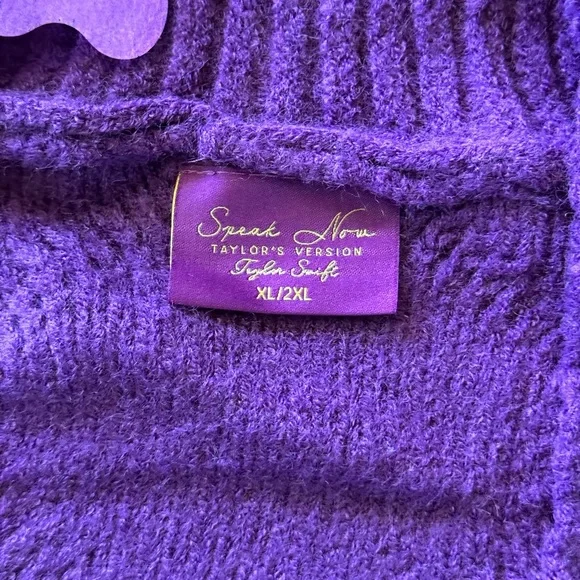 Speak Now
TAYLOR'S VERSION
Taylor Swift
XL/2XL